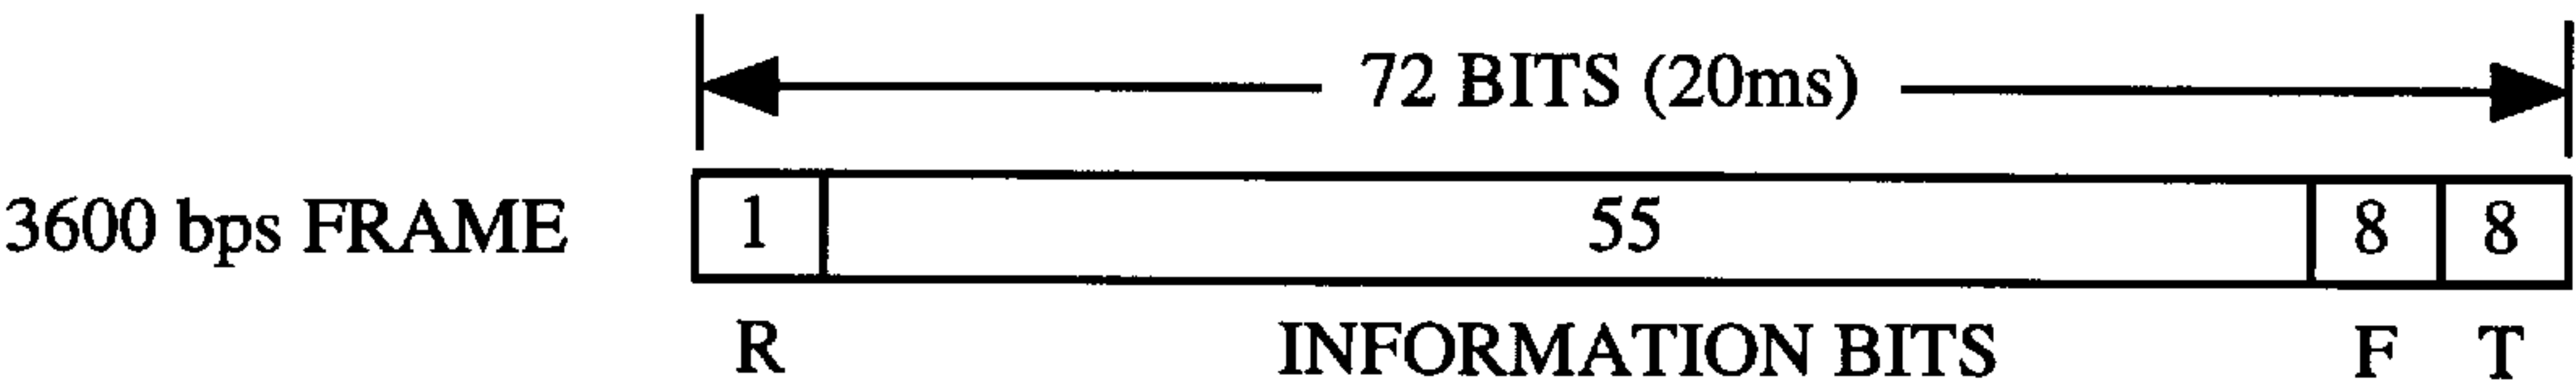 72 BITS (20ms)
3600 bps FRAME 1 55 8 8
R INFORMATION BITS F T